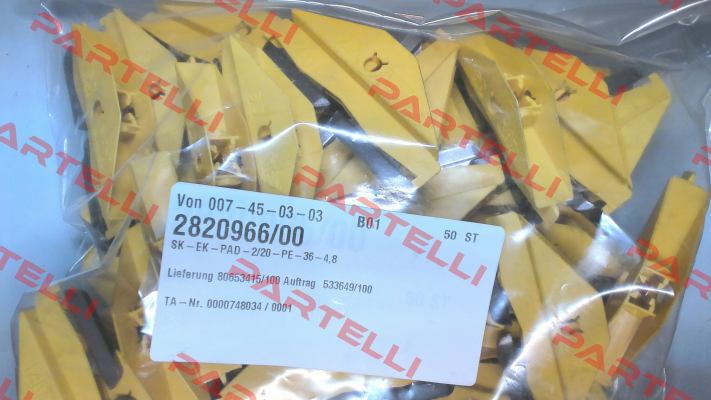 PARTELLI
PARTELLI
PARTELLI
PARTELLI
Von 007-45-03-03 B01 50 ST
2820966/00
SK-EK-PAD-2/20-PE-36-4,8
Lieferung 80653415/100 Auftrag 533649/100
TA-Nr. 0000748034 / 0001
PARTELLI
PARTELLI